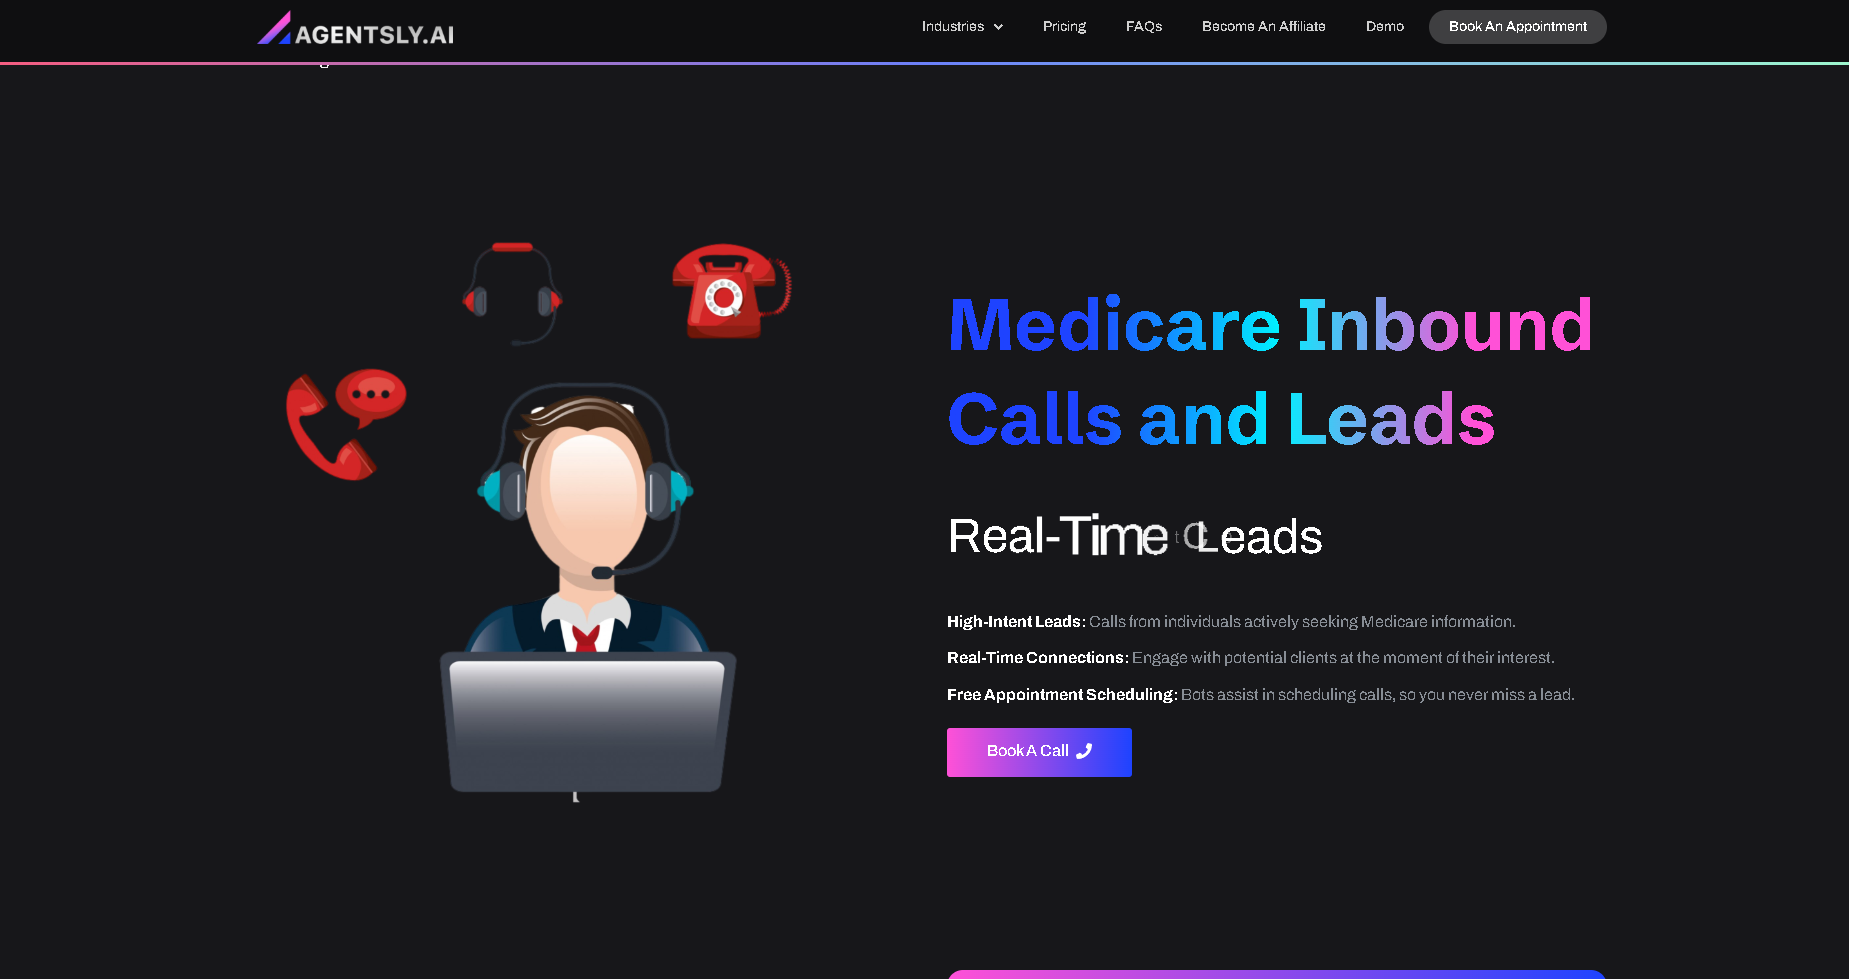 AGENTSLY.AI
Industries
Pricing
FAQs
Become An Affiliate
Demo
Book An Appointment
Medicare Inbound
Calls and Leads
Real-Time Leads
High-Intent Leads: Calls from individuals actively seeking Medicare information.
Real-Time Connections: Engage with potential clients at the moment of their interest.
Free Appointment Scheduling: Bots assist in scheduling calls, so you never miss a lead.
Book A Call